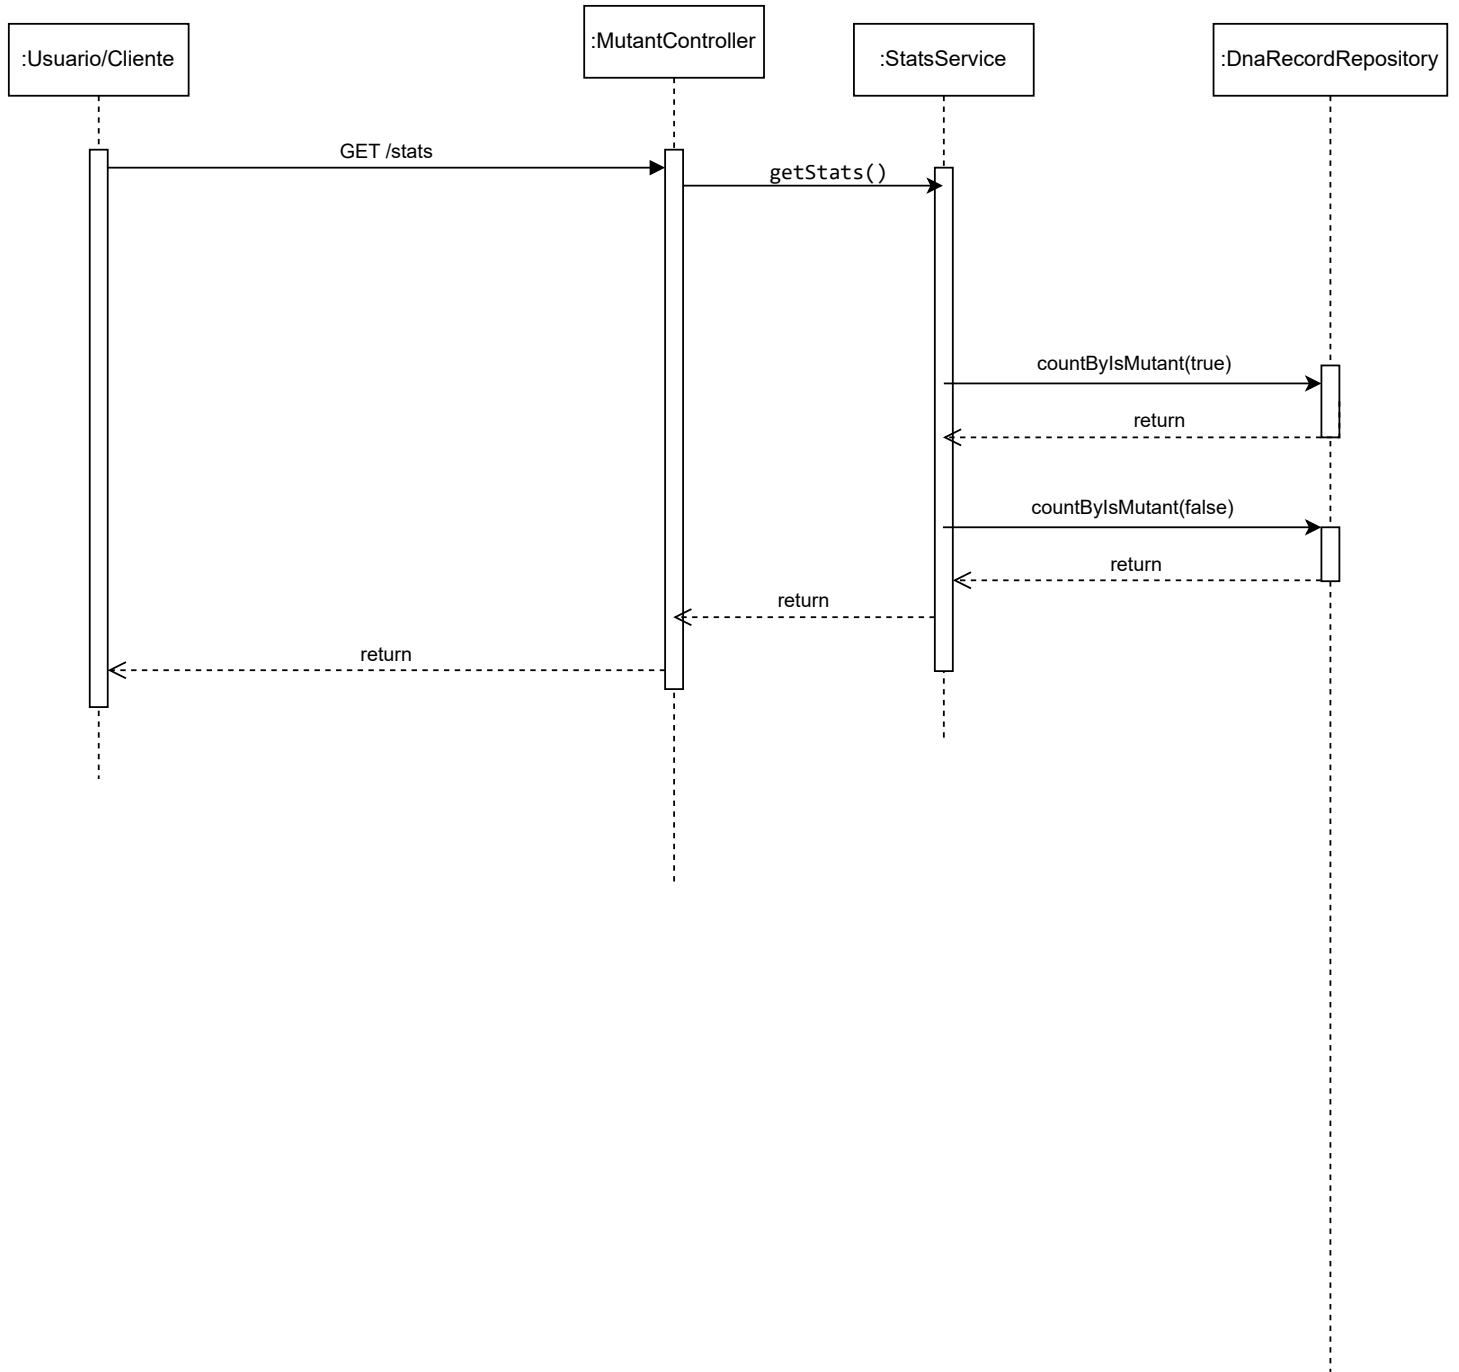 :Usuario/Cliente
:MutantController
:StatsService
:DnaRecordRepository
GET /stats
getStats()
countByIsMutant(true)
return
countByIsMutant(false)
return
return
return